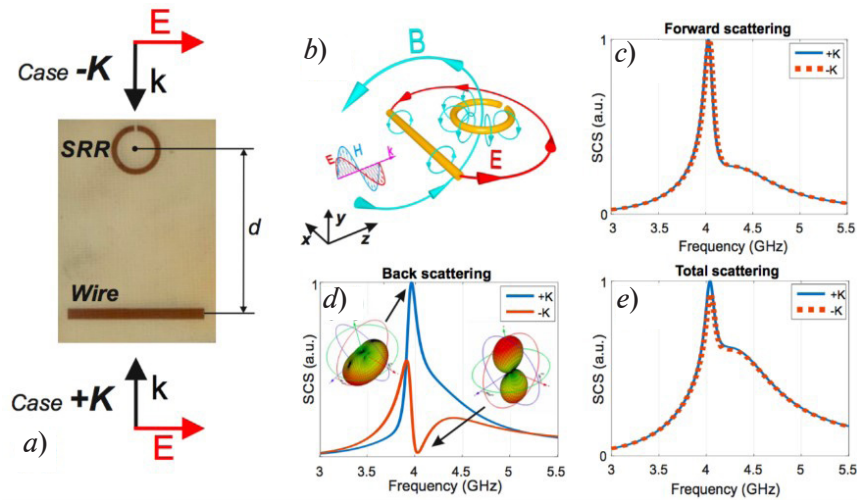 E
Case -K
k
SRR
d
Wire
k
Case +K
E
a)
b)
B
E
H
k
E
y
x
z
c)
Forward scattering
+K
-K
1
SCS (a.u.)
0
3 3.5 4 4.5 5 5.5
Frequency (GHz)
d)
Back scattering
+K
-K
1
SCS (a.u.)
3 3.5 4 4.5 5 5.5
Frequency (GHz)
e)
Total scattering
+K
-K
1
SCS (a.u.)
0
3 3.5 4 4.5 5 5.5
Frequency (GHz)